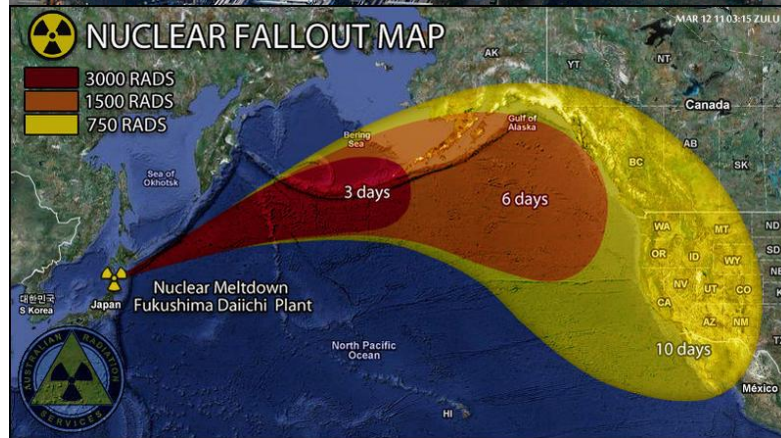 MAR 12 11 03:15 ZULU
NUCLEAR FALLOUT MAP
3000 RADS
1500 RADS
750 RADS
AK
YT
NT
Canada
Bering
Sea
Gulf of
Alaska
BC
AB
SK
Sea of
Okhotsk
3 days
6 days
WA
MT
ND
OR
ID
WY
SD
NE
NV
UT
CO
CA
AZ
NM
10 days
대한민국
S Korea
Japan
Nuclear Meltdown
Fukushima Daiichi Plant
AUSTRALIAN RADIATION
SERVICES
North Pacific
Ocean
HI
México